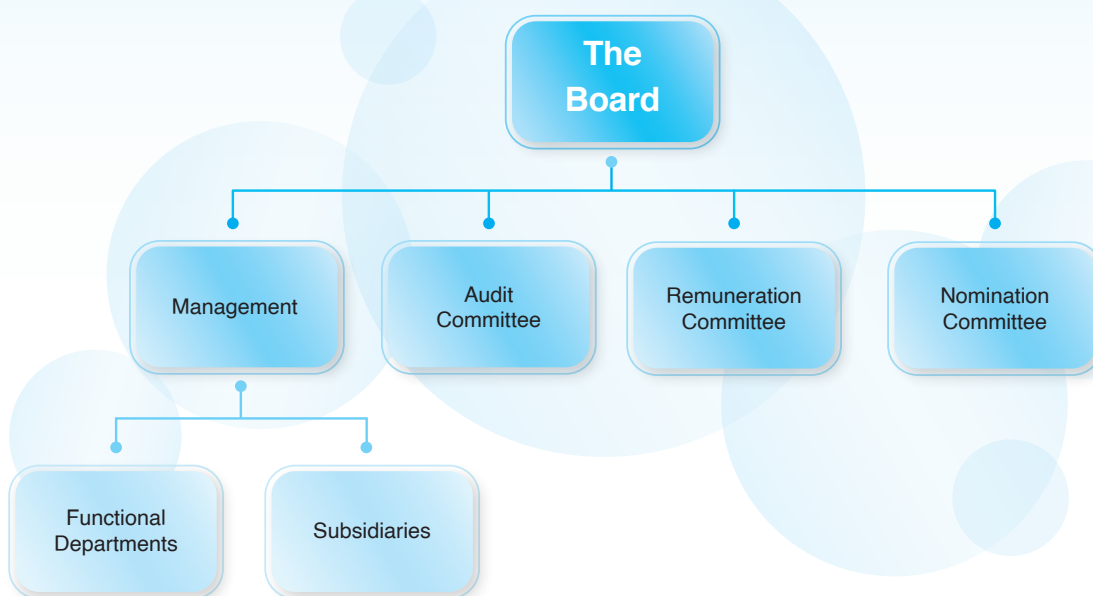 The
Board
Management
Audit
Committee
Remuneration
Committee
Nomination
Committee
Functional
Departments
Subsidiaries